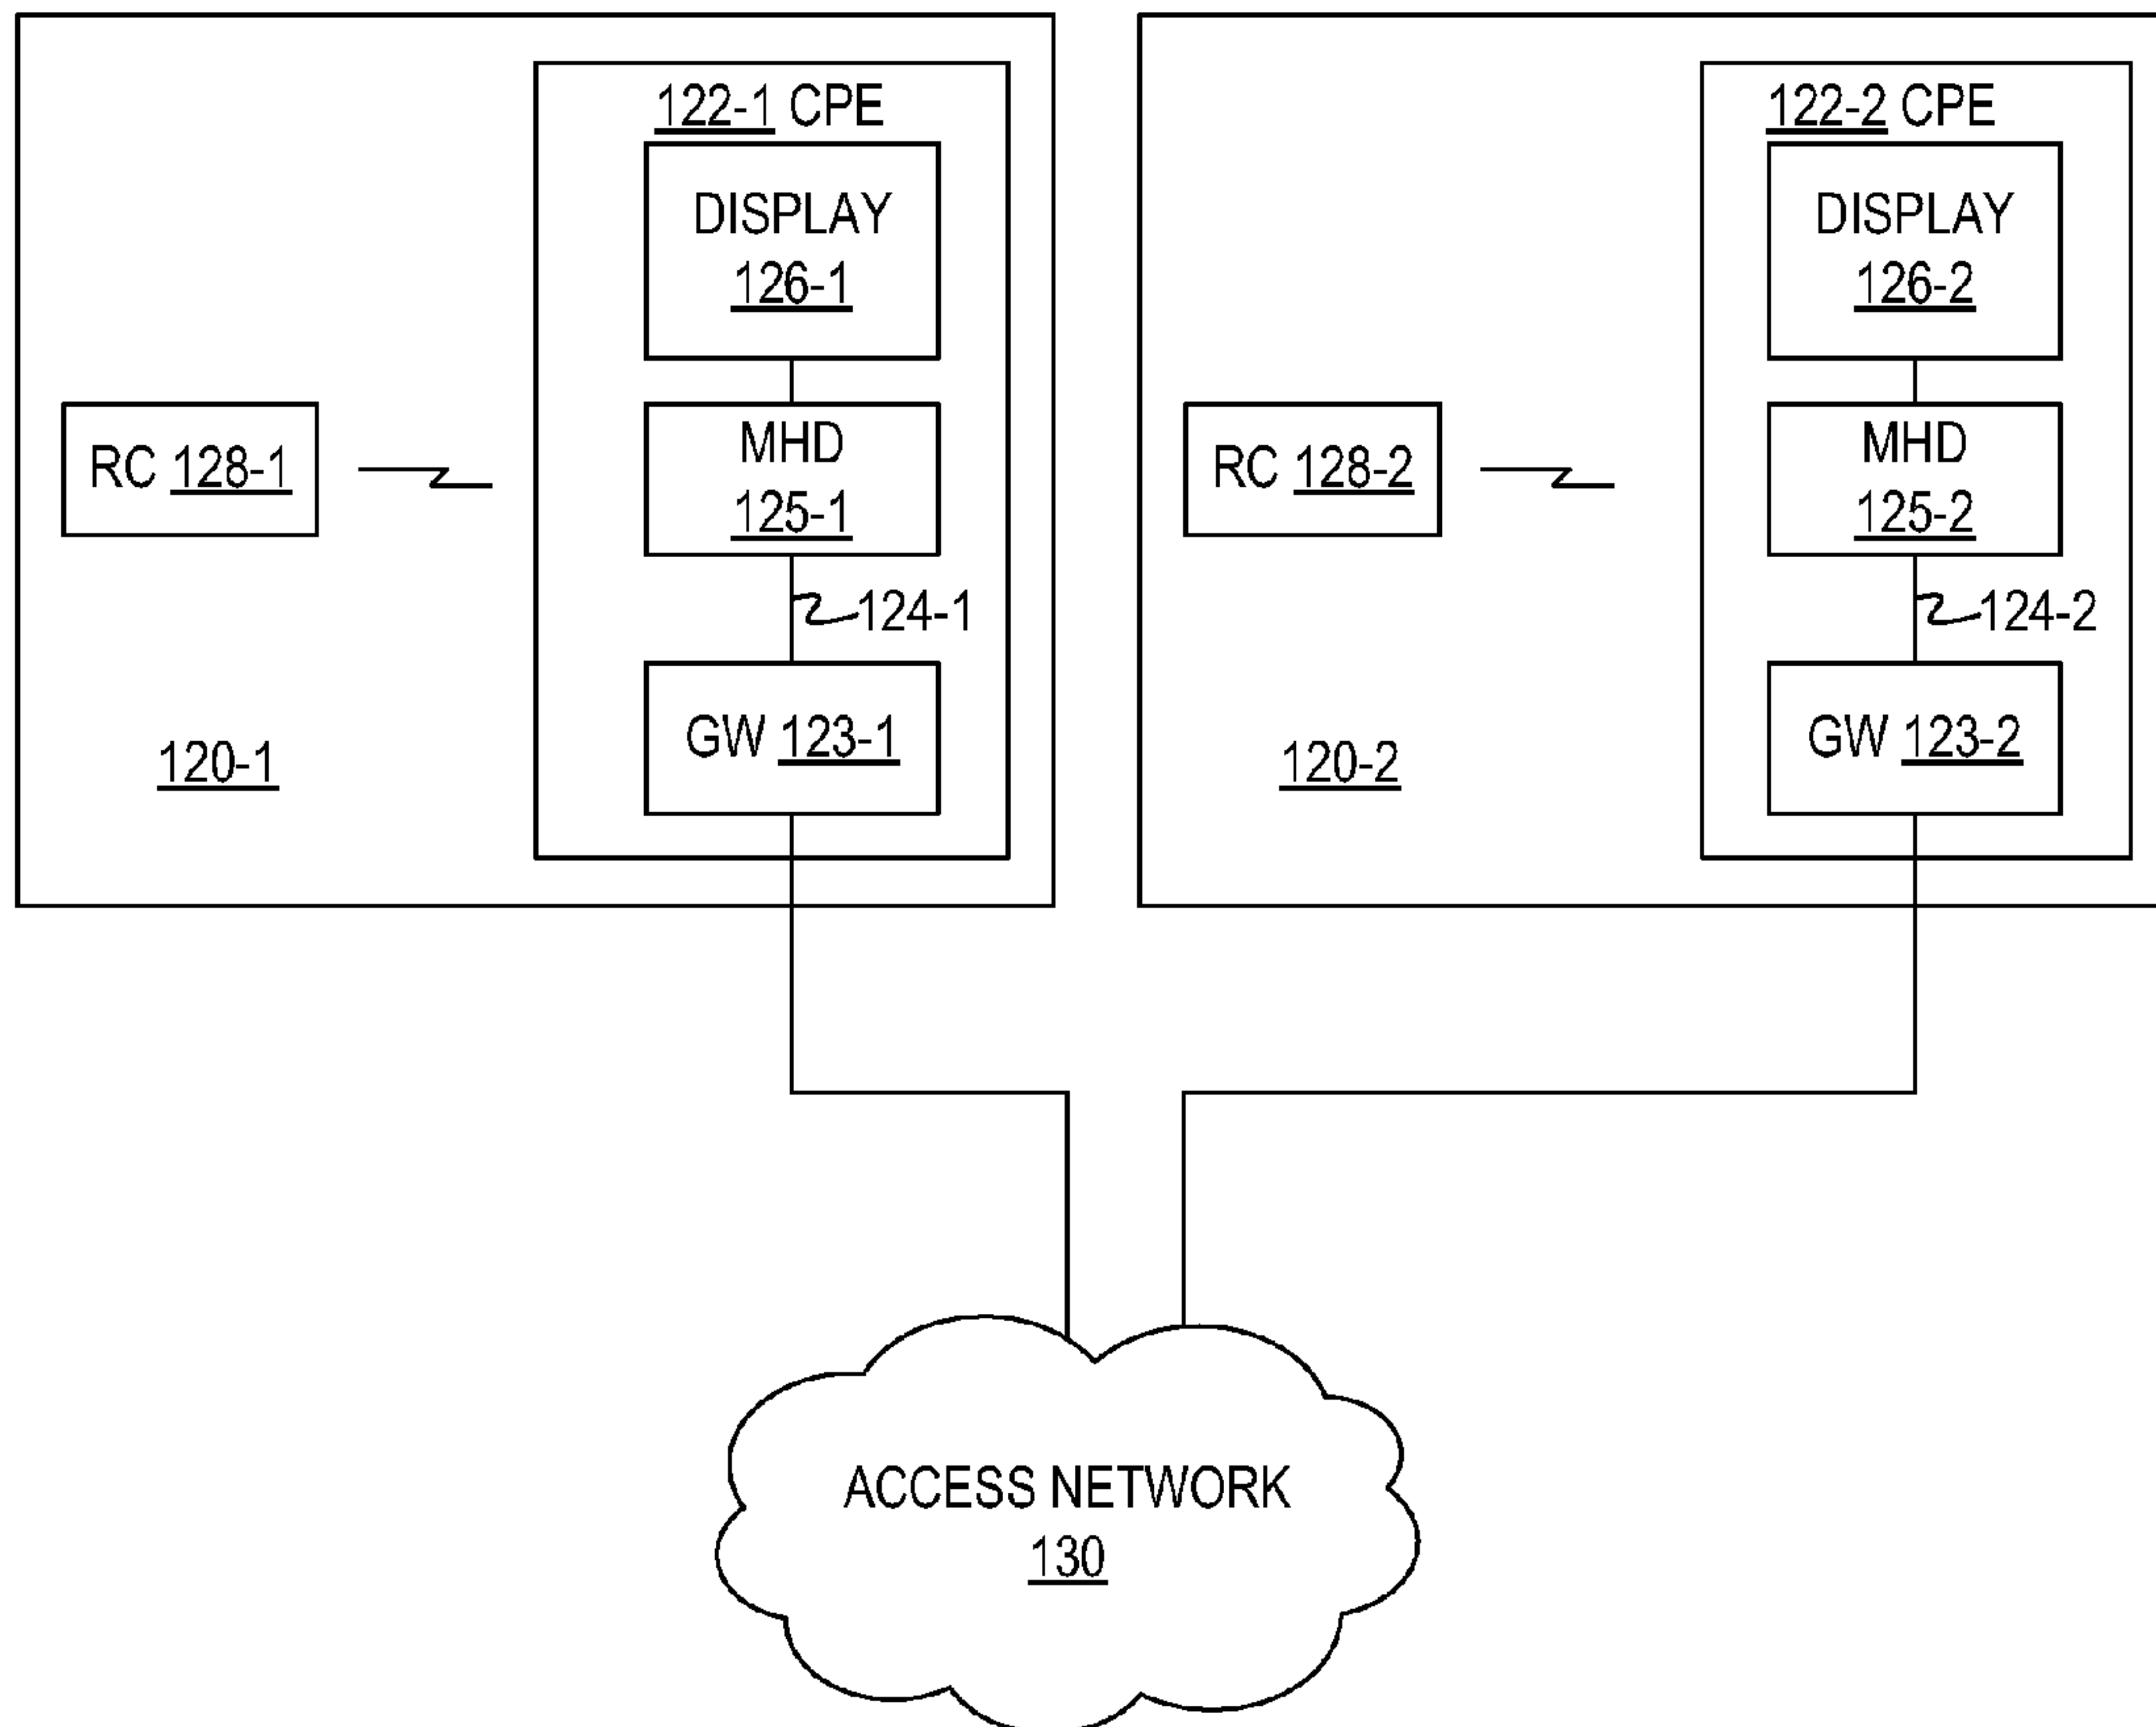 122-1 CPE
DISPLAY
126-1
RC 128-1
MHD
125-1
124-1
GW 123-1
120-1
122-2 CPE
DISPLAY
126-2
RC 128-2
MHD
125-2
124-2
GW 123-2
120-2
ACCESS NETWORK
130